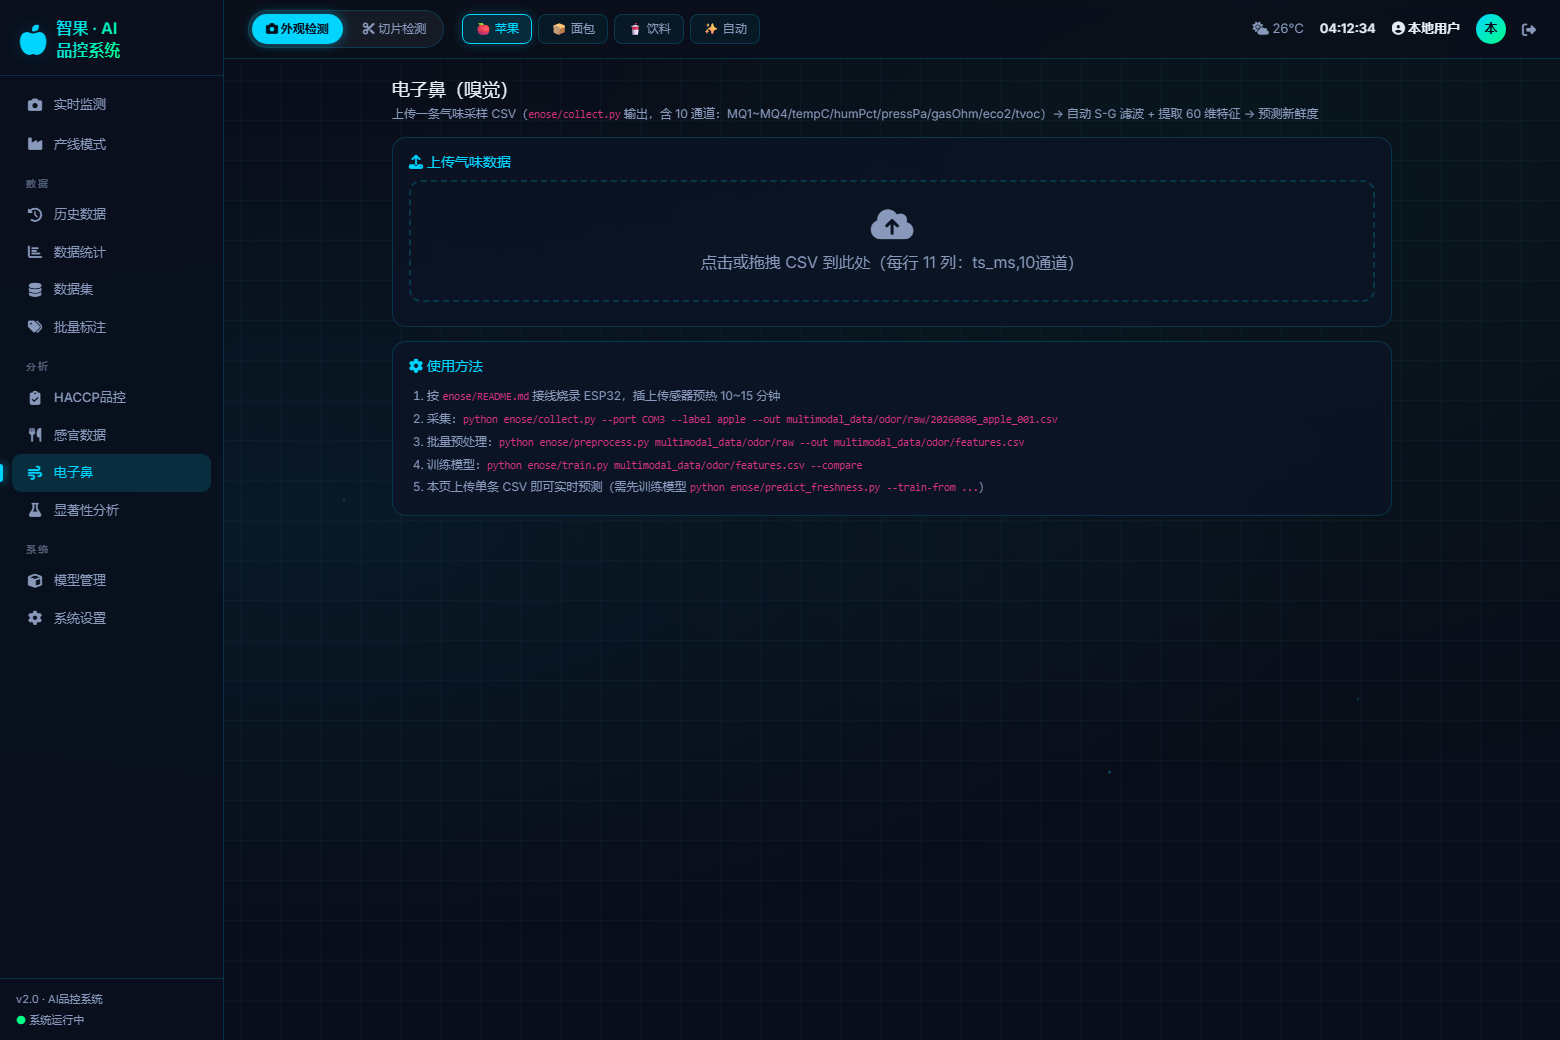 智果 · AI
品控系统
外观检测
切片检测
苹果
面包
饮料
自动
26°C
04:12:34
本地用户
本
实时监测
产线模式
数据
历史数据
数据统计
数据集
批量标注
分析
HACCP品控
感官数据
电子鼻
显著性分析
系统
模型管理
系统设置
v2.0 · AI品控系统
系统运行中
电子鼻（嗅觉）
上传一条气味采样 CSV（enose/collect.py 输出，含 10 通道：MQ1~MQ4/tempC/humPct/pressPa/gasOhm/eco2/tvoc）→ 自动 S-G 滤波 + 提取 60 维特征 → 预测新鲜度
上传气味数据
点击或拖拽 CSV 到此处（每行 11 列：ts_ms,10通道）
使用方法
1. 按 enose/README.md 接线烧录 ESP32，插上传感器预热 10~15 分钟
2. 采集：python enose/collect.py --port COM3 --label apple --out multimodal_data/odor/raw/20260806_apple_001.csv
3. 批量预处理：python enose/preprocess.py multimodal_data/odor/raw --out multimodal_data/odor/features.csv
4. 训练模型：python enose/train.py multimodal_data/odor/features.csv --compare
5. 本页上传单条 CSV 即可实时预测（需先训练模型 python enose/predict_freshness.py --train-from ...）